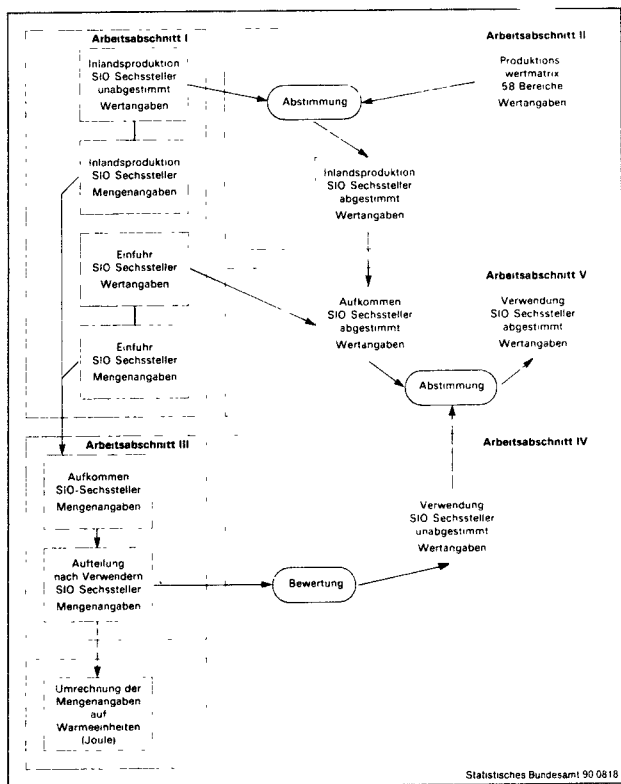 Arbeitsabschnitt I
Inlandsproduktion
SIO Sechssteller
unabgestimmt
Wertangaben
Inlandsproduktion
SIO Sechssteller
Mengenangaben
Einfuhr
SIO Sechssteller
Wertangaben
Einfuhr
SIO Sechssteller
Mengenangaben
Abstimmung
Arbeitsabschnitt II
Produktions
wertmatrix
58 Bereiche
Wertangaben
Inlandsproduktion
SIO Sechssteller
abgestimmt
Wertangaben
Aufkommen
SIO Sechssteller
abgestimmt
Wertangaben
Arbeitsabschnitt V
Verwendung
SIO Sechssteller
abgestimmt
Wertangaben
Abstimmung
Arbeitsabschnitt III
Aufkommen
SIO-Sechssteller
Mengenangaben
Aufteilung
nach Verwendern
SIO Sechssteller
Mengenangaben
Umrechnung der
Mengenangaben
auf
Warmeeinheiten
(Joule)
Bewertung
Arbeitsabschnitt IV
Verwendung
SIO Sechssteller
unabgestimmt
Wertangaben
Statistisches Bundesamt 90 0818